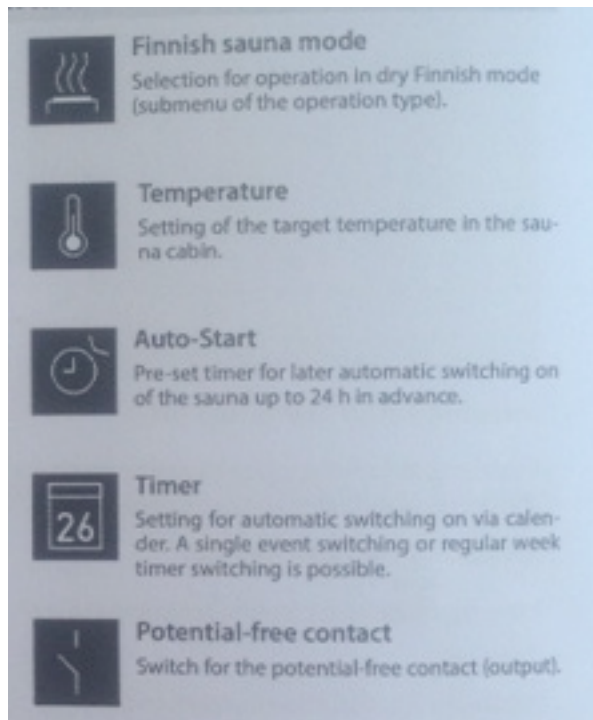 Finnish sauna mode
Selection for operation in dry Finnish mode
(submenu of the operation type).
Temperature
Setting of the target temperature in the sau-
na cabin.
Auto-Start
Pre-set timer for later automatic switching on
of the sauna up to 24 h in advance.
Timer
26
Setting for automatic switching on via calen-
der. A single event switching or regular week
timer switching is possible.
Potential-free contact
Switch for the potential-free contact (output).